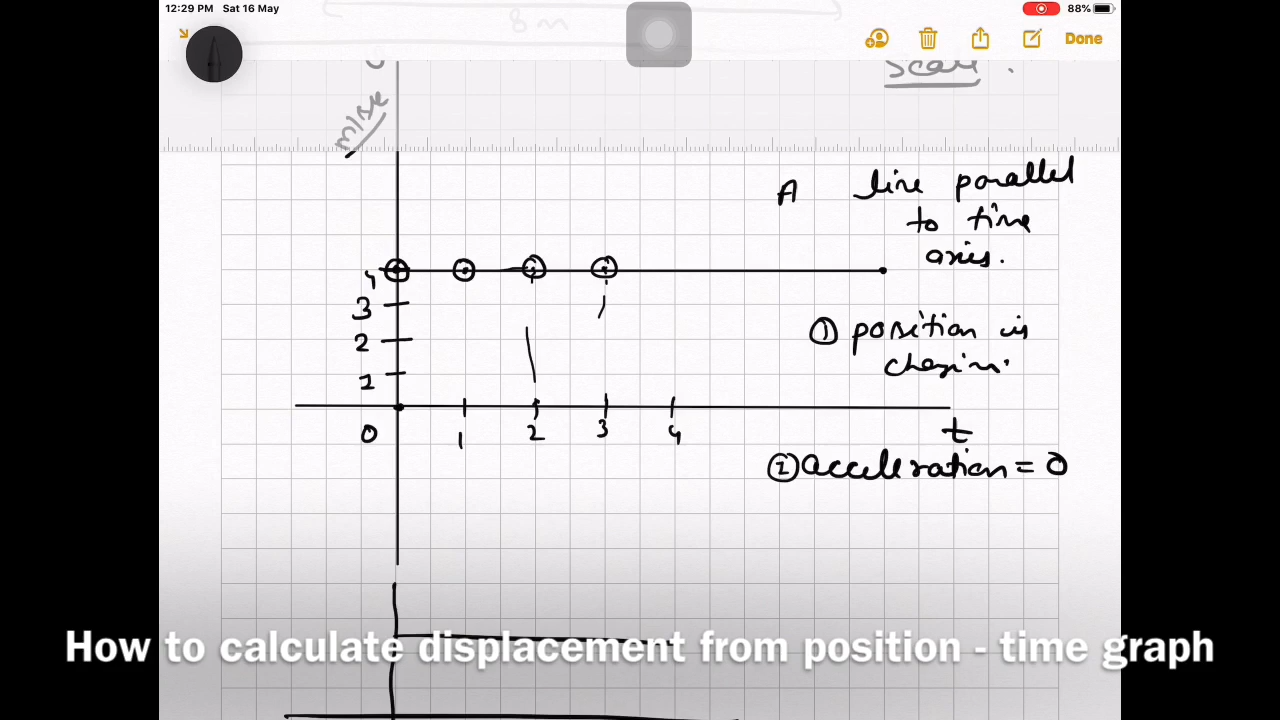 12:29 PM Sat 16 May
88%
8 m
Done
Scale.
m/sec
A line parallel
to time
axis.
4
3
2
1
① position is
0 1 2 3 4 t
② acceleration = 0
How to calculate displacement from position - time graph